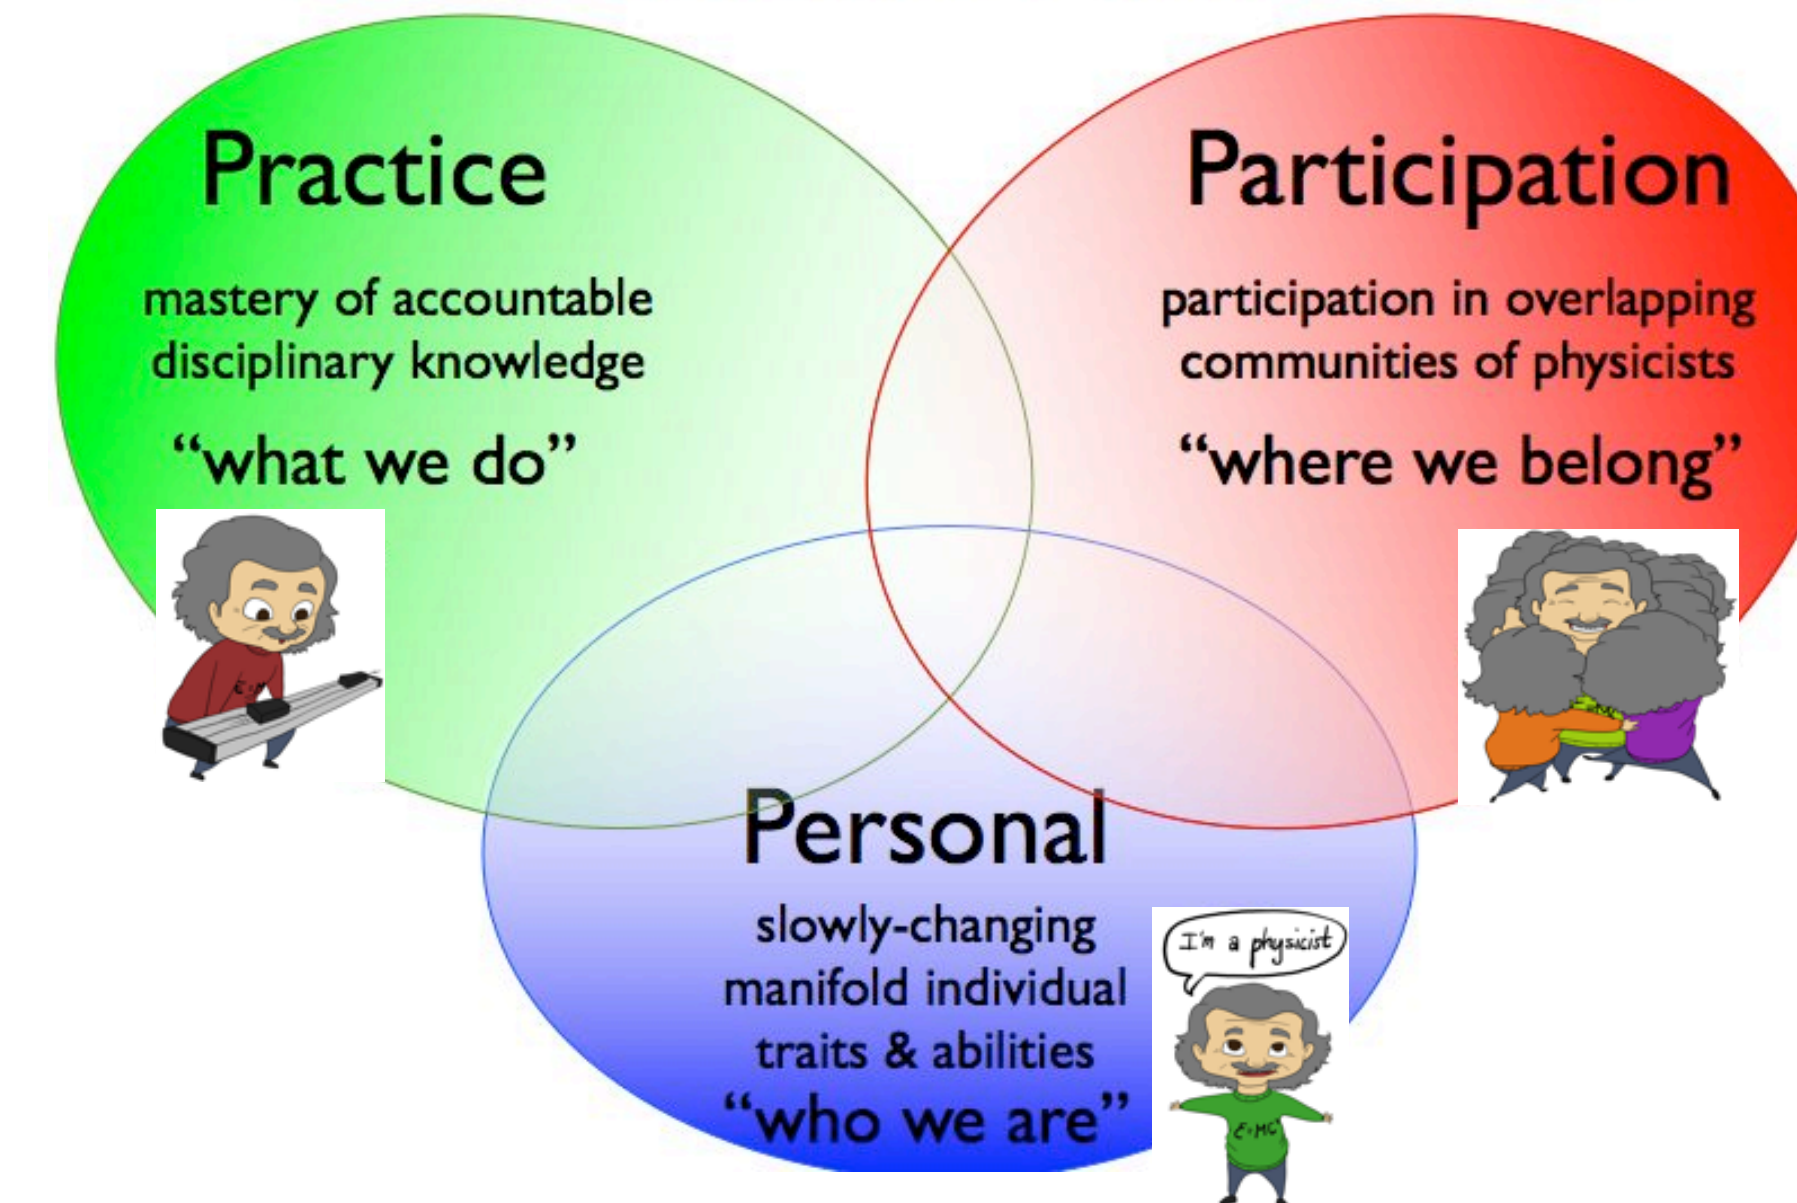 Practice
mastery of accountable
disciplinary knowledge
“what we do”
Participation
participation in overlapping
communities of physicists
“where we belong”
Personal
slowly-changing
manifold individual
traits & abilities
“who we are”
I'm a physicist
E=MC²